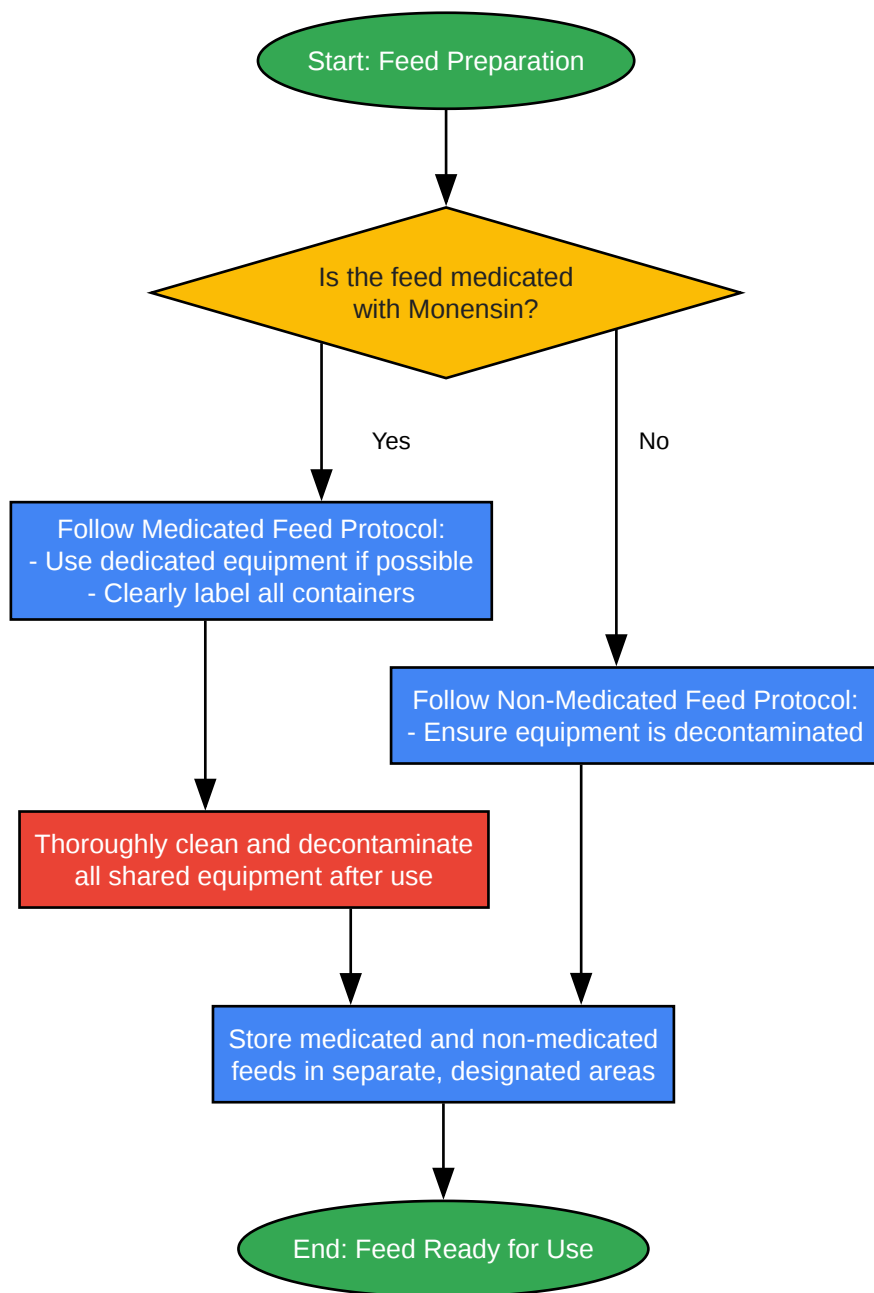 Start: Feed Preparation
Is the feed medicated
with Monensin?
Yes
No
Follow Medicated Feed Protocol:
- Use dedicated equipment if possible
- Clearly label all containers
Follow Non-Medicated Feed Protocol:
- Ensure equipment is decontaminated
Thoroughly clean and decontaminate
all shared equipment after use
Store medicated and non-medicated
feeds in separate, designated areas
End: Feed Ready for Use